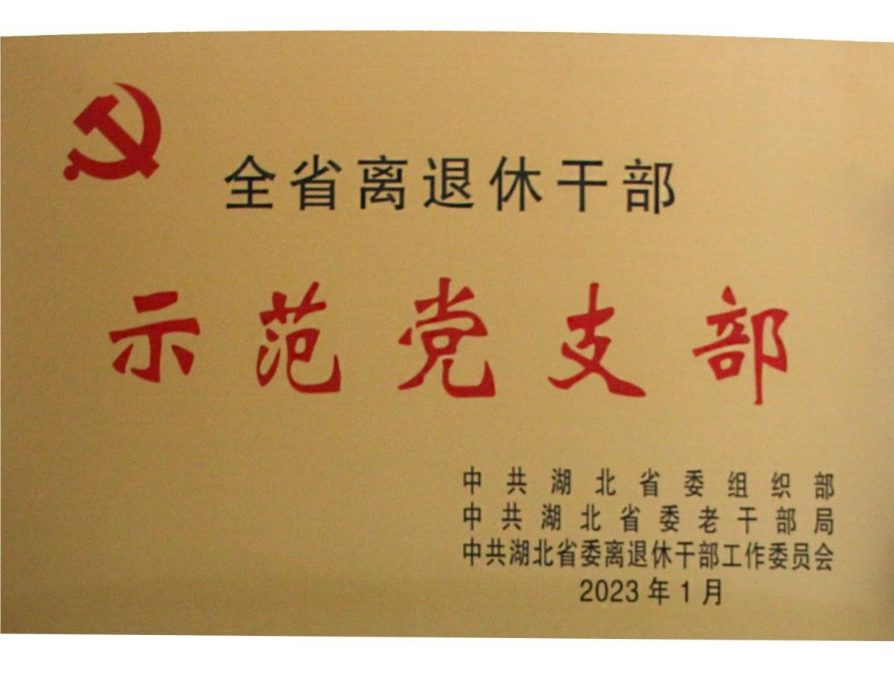 全省离退休干部
示范党支部
中共湖北省委组织部
中共湖北省委老干部局
中共湖北省委离退休干部工作委员会
2023年1月